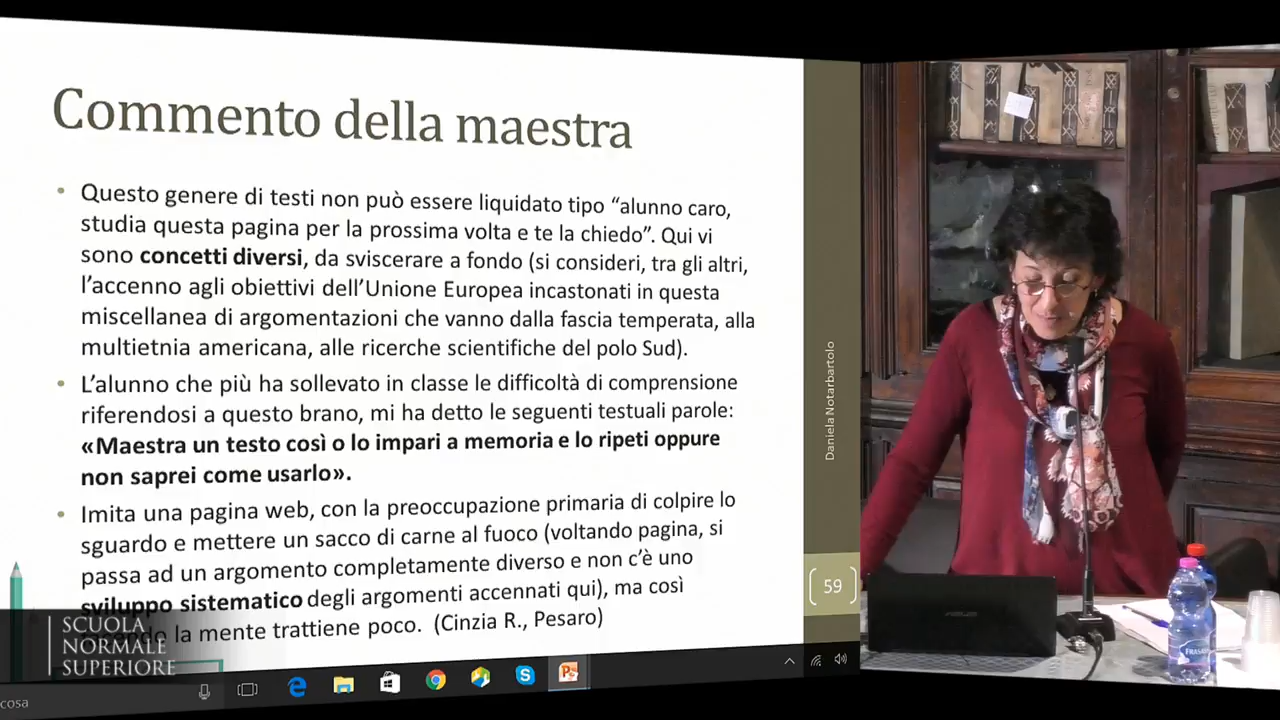 Commento della maestra
• Questo genere di testi non può essere liquidato tipo “alunno caro,
studia questa pagina per la prossima volta e te la chiedo”. Qui vi
sono concetti diversi, da sviscerare a fondo (si consideri, tra gli altri,
l’accenno agli obiettivi dell’Unione Europea incastonati in questa
miscellanea di argomentazioni che vanno dalla fascia temperata, alla
multietnia americana, alle ricerche scientifiche del polo Sud).
• L’alunno che più ha sollevato in classe le difficoltà di comprensione
riferendosi a questo brano, mi ha detto le seguenti testuali parole:
«Maestra un testo così o lo impari a memoria e lo ripeti oppure
non saprei come usarlo».
• Imita una pagina web, con la preoccupazione primaria di colpire lo
sguardo e mettere un sacco di carne al fuoco (voltando pagina, si
passa ad un argomento completamente diverso e non c’è uno
sviluppo sistematico degli argomenti accennati qui), ma così
la mente trattiene poco. (Cinzia R., Pesaro)
Daniela Notarbartolo
59
SCUOLA
NORMALE
SUPERIORE
cosa
ASUS